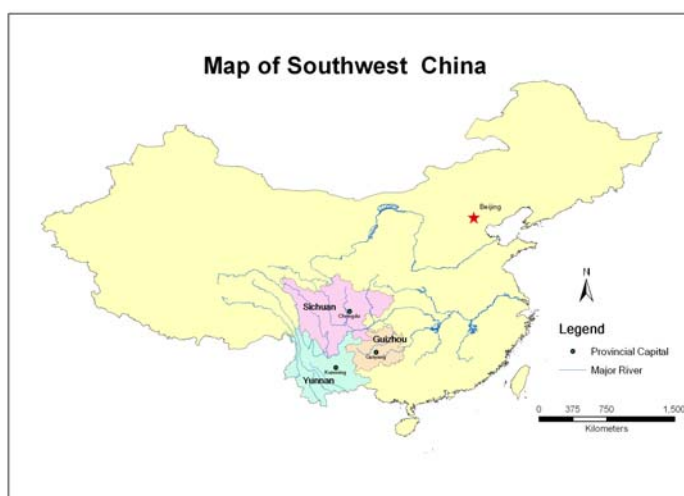 Map of Southwest China
Beijing
Sichuan
Chengdu
Guizhou
Yunnan
Kunming
N
Legend
Provincial Capital
Major River
0 375 750 1,500
Kilometers